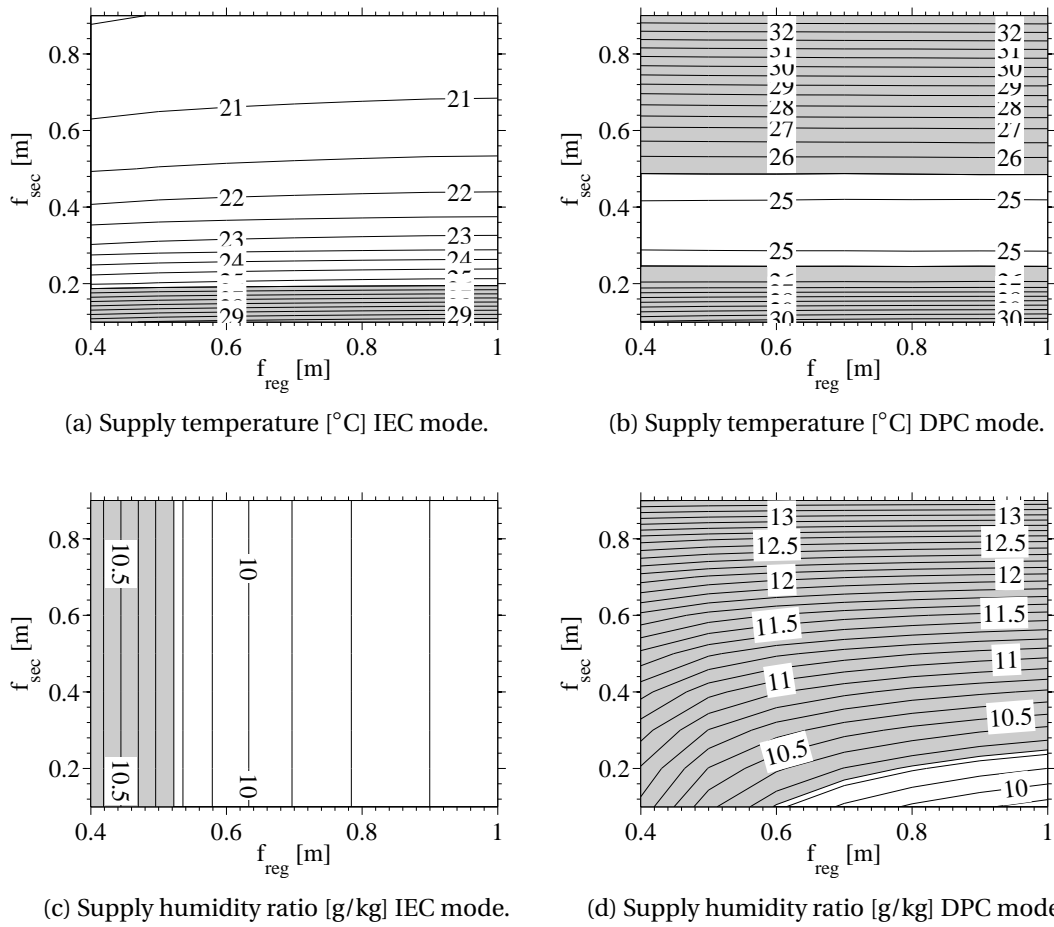 0.8
0.6
0.4
0.2
f_sec [m]
21 21
22 22
23 23
24 24
29 29
0.4 0.6 0.8 1
f_reg [m]
(a) Supply temperature [°C] IEC mode.
0.8
0.6
0.4
0.2
f_sec [m]
32 32
31 31
30 30
29 29
28 28
27 27
26 26
25 25
25 25
30 30
0.4 0.6 0.8 1
f_reg [m]
(b) Supply temperature [°C] DPC mode.
0.8
0.6
0.4
0.2
f_sec [m]
10.5 10
10.5 10
0.4 0.6 0.8 1
f_reg [m]
(c) Supply humidity ratio [g/kg] IEC mode.
0.8
0.6
0.4
0.2
f_sec [m]
13 13
12.5 12.5
12 12
11.5 11.5
11 11
10.5 10.5
10
0.4 0.6 0.8 1
f_reg [m]
(d) Supply humidity ratio [g/kg] DPC mode